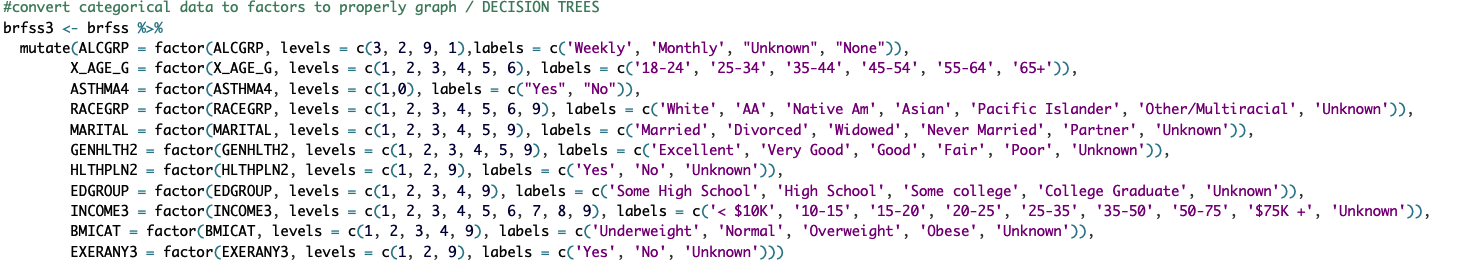 #convert categorical data to factors to properly graph / DECISION TREES
brfss3 <- brfss %>%
  mutate(ALCGRP = factor(ALCGRP, levels = c(3, 2, 9, 1),labels = c('Weekly', 'Monthly', "Unknown", "None")),
         X_AGE_G = factor(X_AGE_G, levels = c(1, 2, 3, 4, 5, 6), labels = c('18-24', '25-34', '35-44', '45-54', '55-64', '65+')),
         ASTHMA4 = factor(ASTHMA4, levels = c(1,0), labels = c("Yes", "No")),
         RACEGRP = factor(RACEGRP, levels = c(1, 2, 3, 4, 5, 6, 9), labels = c('White', 'AA', 'Native Am', 'Asian', 'Pacific Islander', 'Other/Multiracial', 'Unknown')),
         MARITAL = factor(MARITAL, levels = c(1, 2, 3, 4, 5, 9), labels = c('Married', 'Divorced', 'Widowed', 'Never Married', 'Partner', 'Unknown')),
         GENHLTH2 = factor(GENHLTH2, levels = c(1, 2, 3, 4, 5, 9), labels = c('Excellent', 'Very Good', 'Good', 'Fair', 'Poor', 'Unknown')),
         HLTHPLN2 = factor(HLTHPLN2, levels = c(1, 2, 9), labels = c('Yes', 'No', 'Unknown')),
         EDGROUP = factor(EDGROUP, levels = c(1, 2, 3, 4, 9), labels = c('Some High School', 'High School', 'Some college', 'College Graduate', 'Unknown')),
         INCOME3 = factor(INCOME3, levels = c(1, 2, 3, 4, 5, 6, 7, 8, 9), labels = c('< $10K', '10-15', '15-20', '20-25', '25-35', '35-50', '50-75', '$75K +', 'Unknown')),
         BMICAT = factor(BMICAT, levels = c(1, 2, 3, 4, 9), labels = c('Underweight', 'Normal', 'Overweight', 'Obese', 'Unknown')),
         EXERANY3 = factor(EXERANY3, levels = c(1, 2, 9), labels = c('Yes', 'No', 'Unknown')))